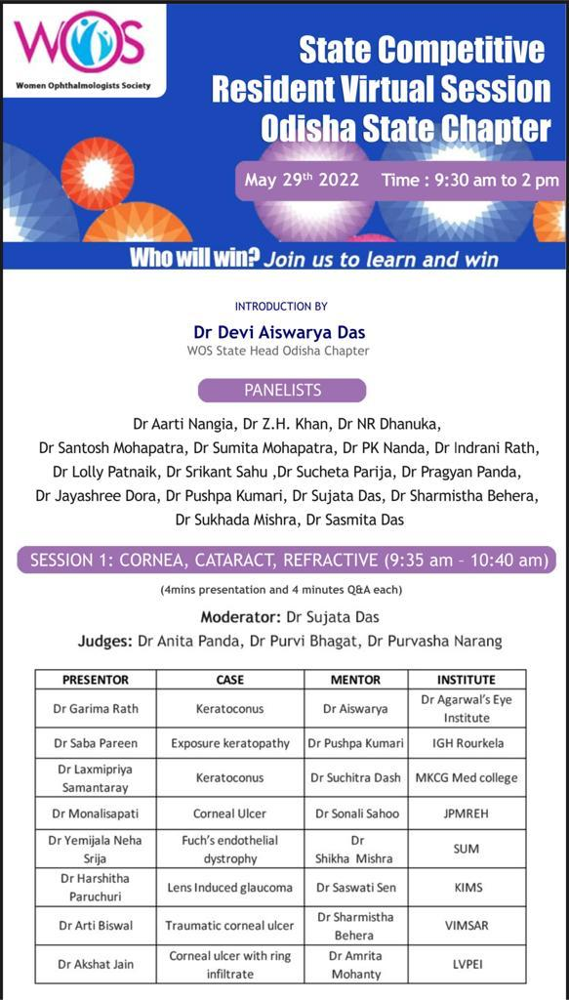 WOS
Women Ophthalmologists Society
State Competitive
Resident Virtual Session
Odisha State Chapter
May 29th 2022 Time : 9:30 am to 2 pm
Who will win? Join us to learn and win
INTRODUCTION BY
Dr Devi Aiswarya Das
WOS State Head Odisha Chapter
PANELISTS
Dr Aarti Nangia, Dr Z.H. Khan, Dr NR Dhanuka,
Dr Santosh Mohapatra, Dr Sumita Mohapatra, Dr PK Nanda, Dr Indrani Rath,
Dr Lolly Patnaik, Dr Srikant Sahu ,Dr Sucheta Parija, Dr Pragyan Panda,
Dr Jayashree Dora, Dr Pushpa Kumari, Dr Sujata Das, Dr Sharmistha Behera,
Dr Sukhada Mishra, Dr Sasmita Das
SESSION 1: CORNEA, CATARACT, REFRACTIVE (9:35 am – 10:40 am)
(4mins presentation and 4 minutes Q&A each)
Moderator: Dr Sujata Das
Judges: Dr Anita Panda, Dr Purvi Bhagat, Dr Purvasha Narang
PRESENTOR CASE MENTOR INSTITUTE
Dr Garima Rath Keratoconus Dr Aiswarya Dr Agarwal's Eye
Institute
Dr Saba Pareen Exposure keratopathy Dr Pushpa Kumari IGH Rourkela
Dr Laxmipriya
Samantaray Keratoconus Dr Suchitra Dash MKCG Med college
Dr Monalisapati Corneal Ulcer Dr Sonali Sahoo JPMREH
Dr Yemijala Neha
Srija Fuch's endothelial
dystrophy Dr
Shikha Mishra SUM
Dr Harshitha
Paruchuri Lens Induced glaucoma Dr Saswati Sen KIMS
Dr Arti Biswal Traumatic corneal ulcer Dr Sharmistha
Behera VIMSAR
Dr Akshat Jain Corneal ulcer with ring
infiltrate Dr Amrita
Mohanty LVPEI